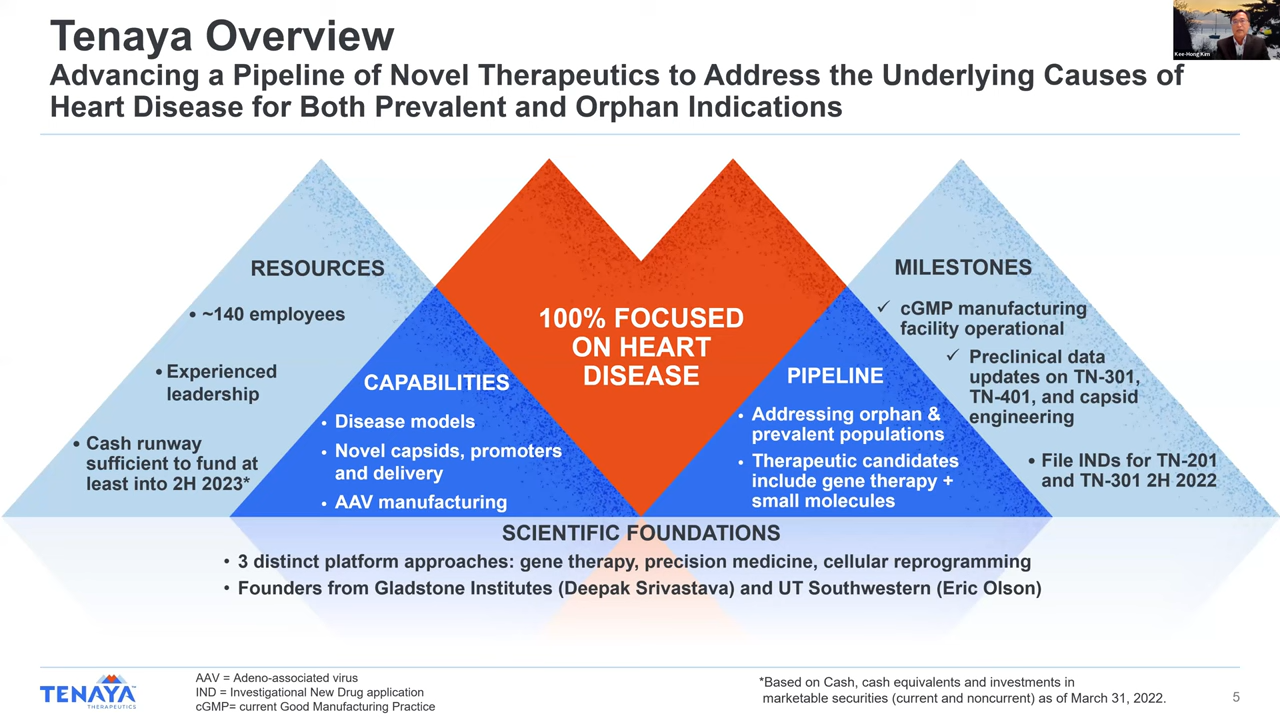 Tenaya Overview
Advancing a Pipeline of Novel Therapeutics to Address the Underlying Causes of
Heart Disease for Both Prevalent and Orphan Indications
Kee-Hong Kim
RESOURCES
• ~140 employees
• Experienced
leadership
• Cash runway
sufficient to fund at
least into 2H 2023*
CAPABILITIES
• Disease models
• Novel capsids, promoters
and delivery
• AAV manufacturing
100% FOCUSED
ON HEART
DISEASE
PIPELINE
• Addressing orphan &
prevalent populations
• Therapeutic candidates
include gene therapy +
small molecules
MILESTONES
✓ cGMP manufacturing
facility operational
✓ Preclinical data
updates on TN-301,
TN-401, and capsid
engineering
• File INDs for TN-201
and TN-301 2H 2022
SCIENTIFIC FOUNDATIONS
• 3 distinct platform approaches: gene therapy, precision medicine, cellular reprogramming
• Founders from Gladstone Institutes (Deepak Srivastava) and UT Southwestern (Eric Olson)
TENAYA™
THERAPEUTICS
AAV = Adeno-associated virus
IND = Investigational New Drug application
cGMP= current Good Manufacturing Practice
*Based on Cash, cash equivalents and investments in
marketable securities (current and noncurrent) as of March 31, 2022.
5